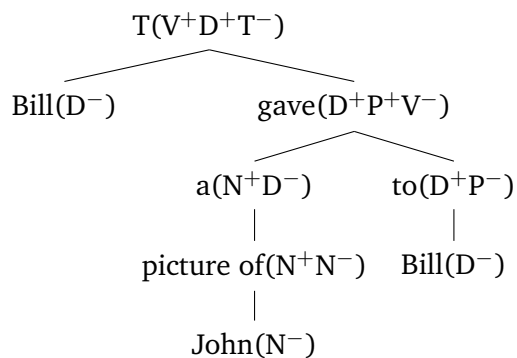 T(V⁺D⁺T⁻)
Bill(D⁻) gave(D⁺P⁺V⁻)
a(N⁺D⁻) to(D⁺P⁻)
picture of(N⁺N⁻) Bill(D⁻)
John(N⁻)